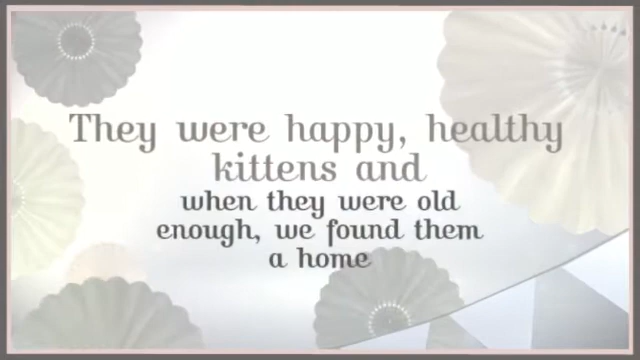 They were happy, healthy
kittens and
when they were old
enough, we found them
a home